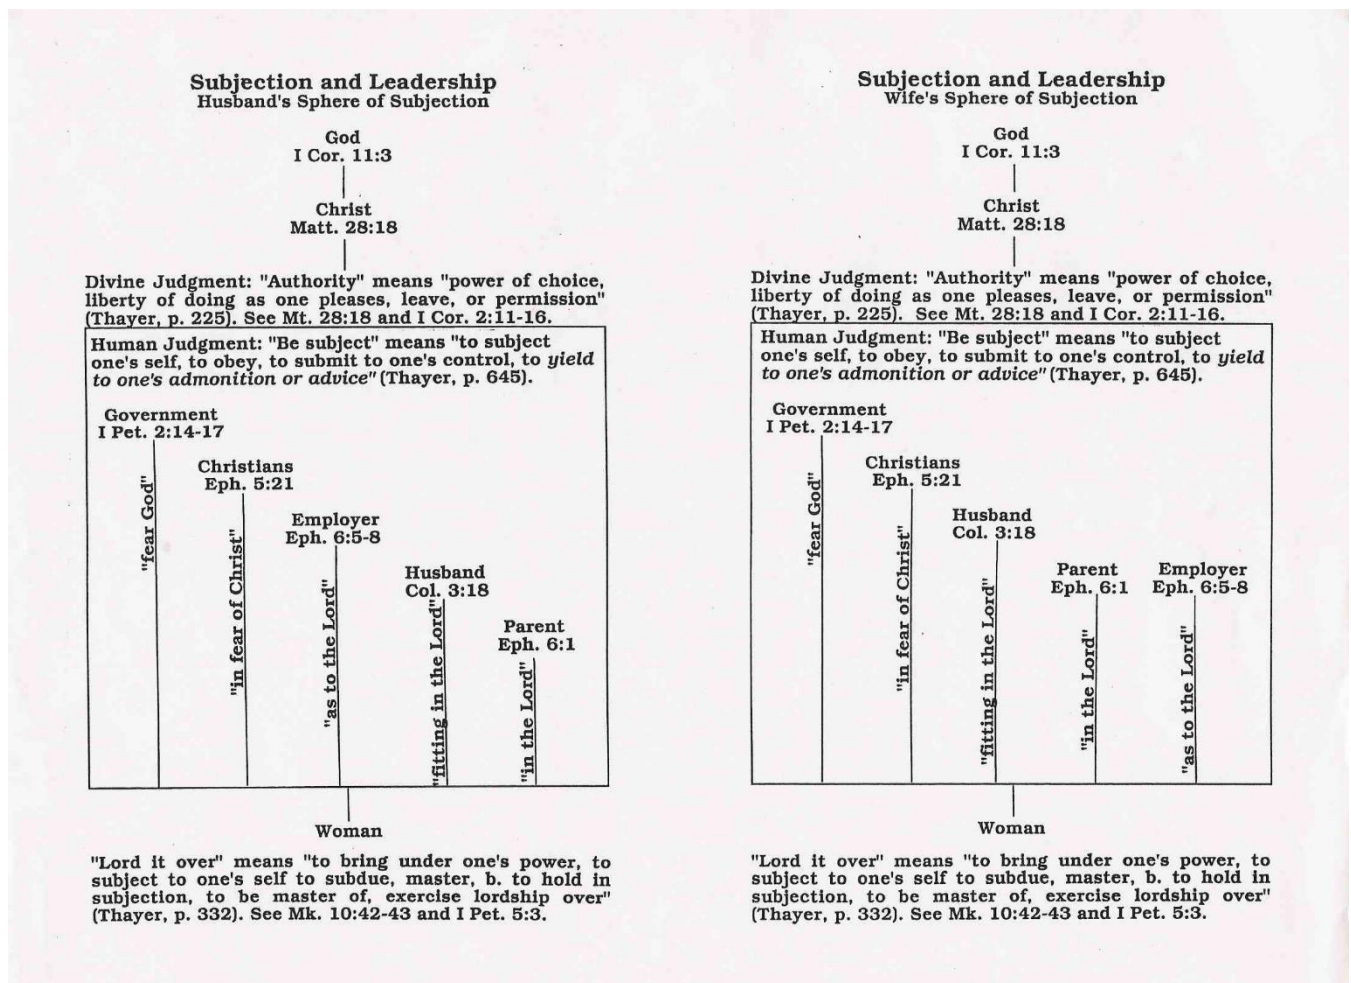 Subjection and Leadership
Husband's Sphere of Subjection
God
I Cor. 11:3
Christ
Matt. 28:18
Divine Judgment: "Authority" means "power of choice,
liberty of doing as one pleases, leave, or permission"
(Thayer, p. 225). See Mt. 28:18 and I Cor. 2:11-16.
Human Judgment: "Be subject" means "to subject
one's self, to obey, to submit to one's control, to yield
to one's admonition or advice" (Thayer, p. 645).
Government
I Pet. 2:14-17
"fear God"
Christians
Eph. 5:21
"in fear of Christ"
Employer
Eph. 6:5-8
"as to the Lord"
Husband
Col. 3:18
"fitting in the Lord"
Parent
Eph. 6:1
"in the Lord"
Woman
"Lord it over" means "to bring under one's power, to
subject to one's self to subdue, master, b. to hold in
subjection, to be master of, exercise lordship over"
(Thayer, p. 332). See Mk. 10:42-43 and I Pet. 5:3.
Subjection and Leadership
Wife's Sphere of Subjection
God
I Cor. 11:3
Christ
Matt. 28:18
Divine Judgment: "Authority" means "power of choice,
liberty of doing as one pleases, leave, or permission"
(Thayer, p. 225). See Mt. 28:18 and I Cor. 2:11-16.
Human Judgment: "Be subject" means "to subject
one's self, to obey, to submit to one's control, to yield
to one's admonition or advice" (Thayer, p. 645).
Government
I Pet. 2:14-17
"fear God"
Christians
Eph. 5:21
"in fear of Christ"
Husband
Col. 3:18
"fitting in the Lord"
Parent
Eph. 6:1
"in the Lord"
Employer
Eph. 6:5-8
"as to the Lord"
Woman
"Lord it over" means "to bring under one's power, to
subject to one's self to subdue, master, b. to hold in
subjection, to be master of, exercise lordship over"
(Thayer, p. 332). See Mk. 10:42-43 and I Pet. 5:3.